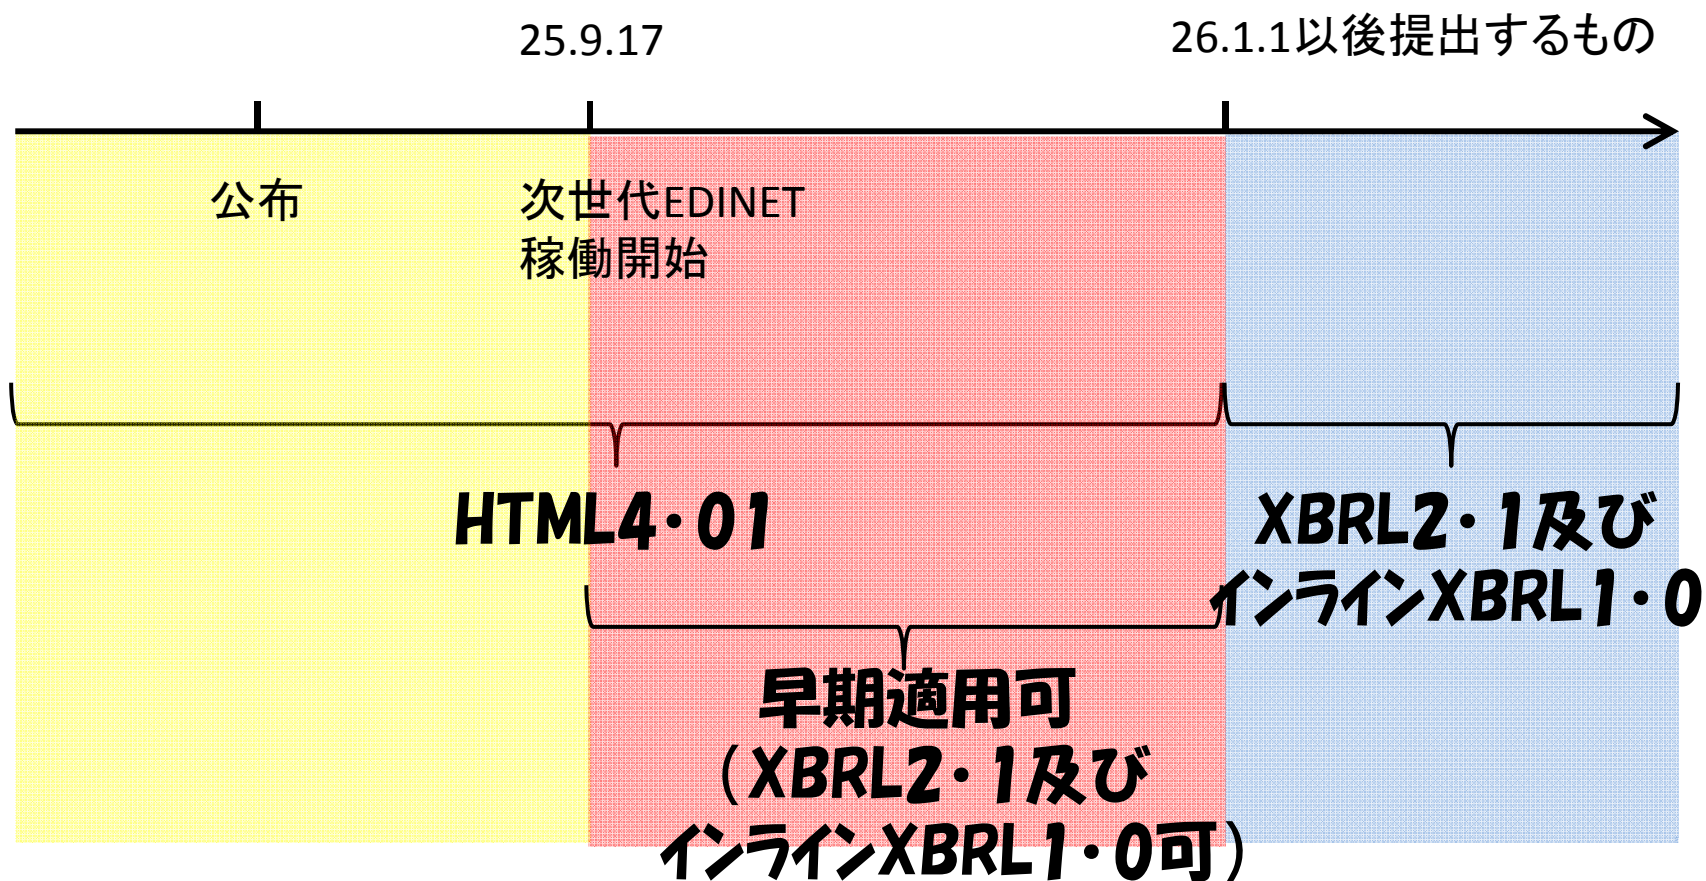 25.9.17
26.1.1以後提出するもの
公布
次世代EDINET
稼働開始
HTML4・01
XBRL2・1及び
インラインXBRL1・0
早期適用可
（XBRL2・1及び
インラインXBRL1・0可）